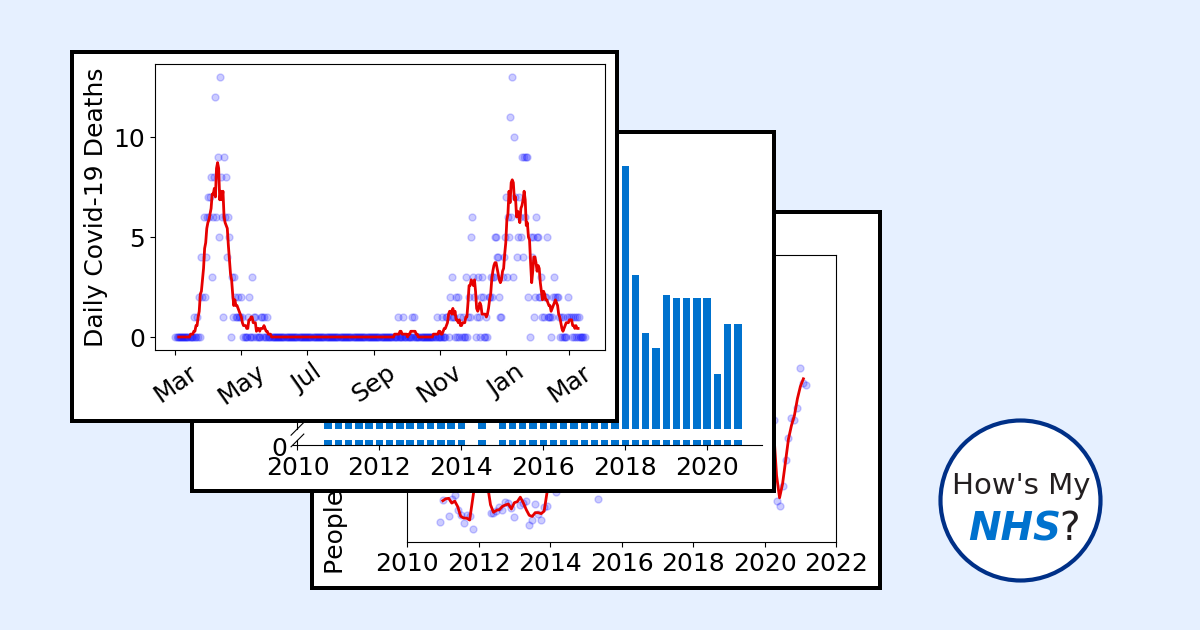 Daily Covid-19 Deaths
10
5
0
Mar May Jul Sep Nov Jan Mar
0
2010 2012 2014 2016 2018 2020
People
2010 2012 2014 2016 2018 2020 2022
How's My
NHS?